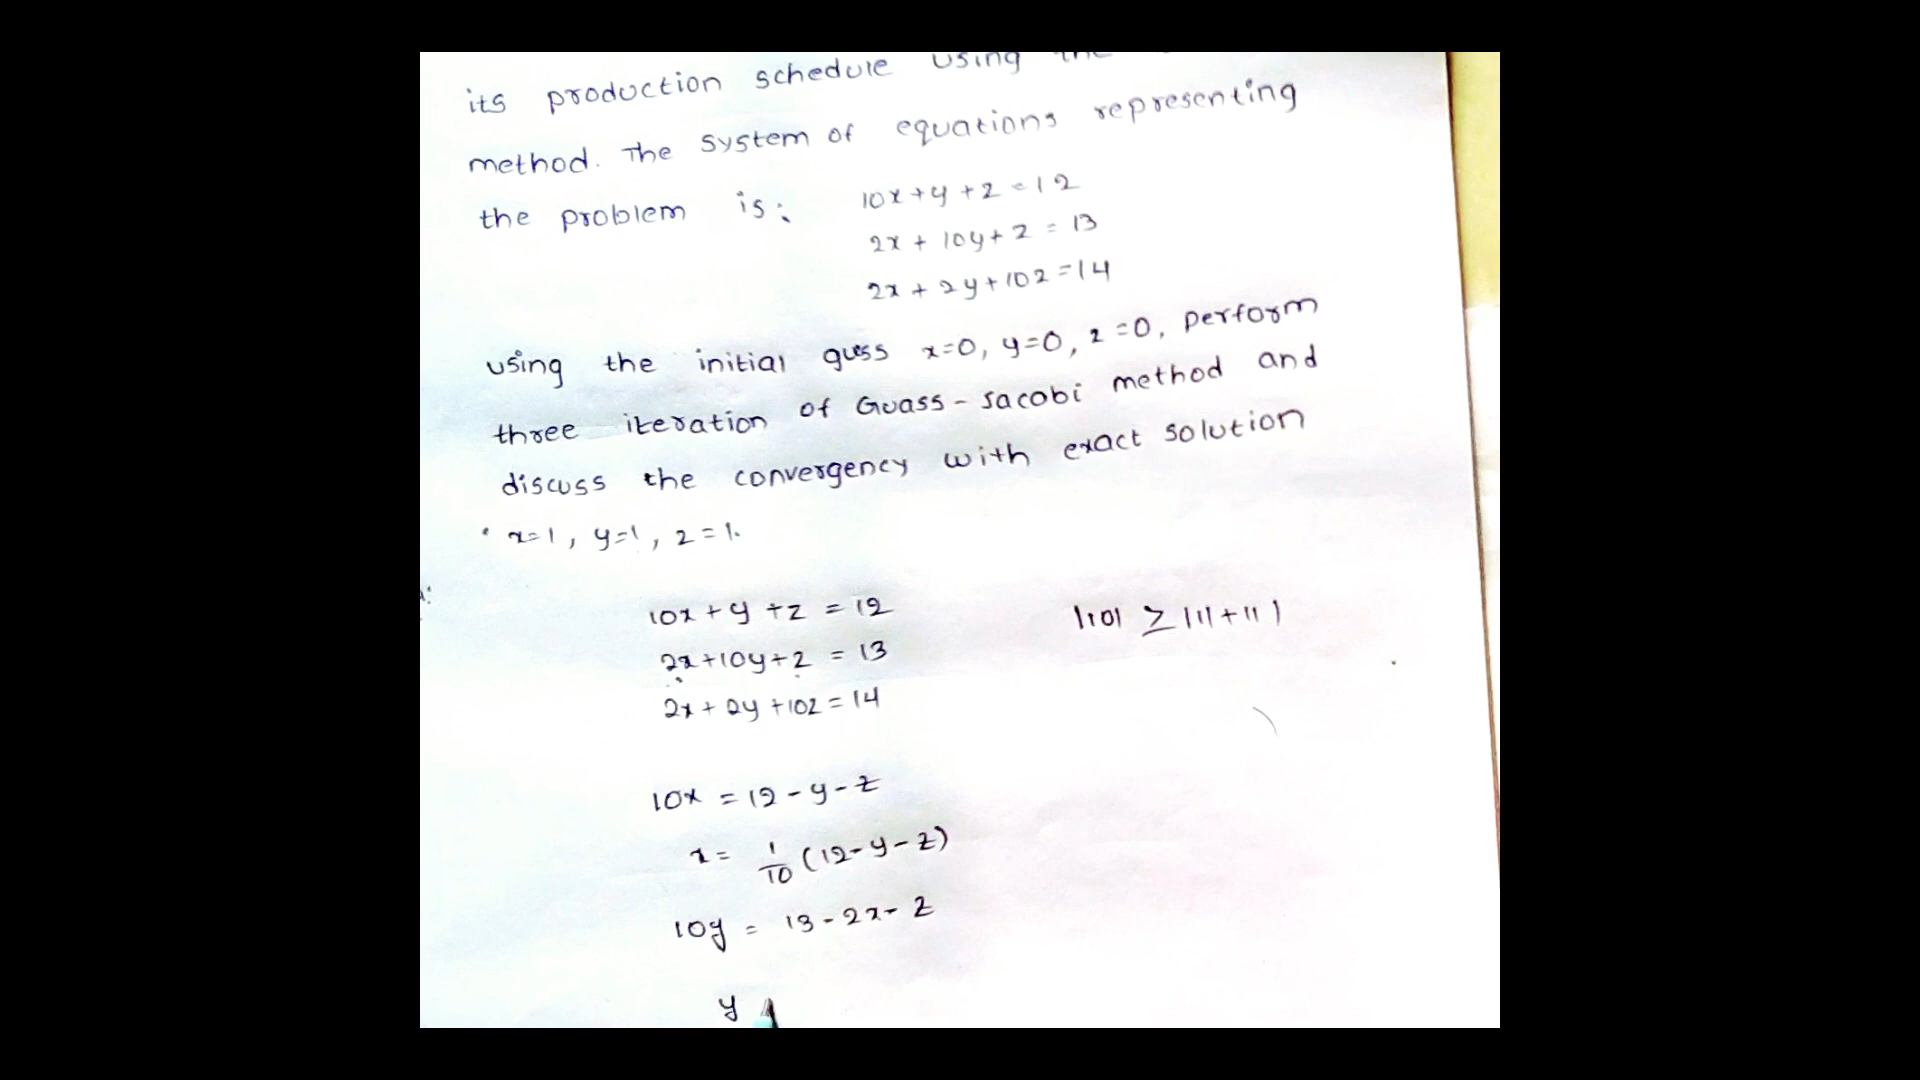 its production schedule using the
method. The system of equations representing
the problem is: 10x+y+z=12
2x + 10y+z = 13
2x + 2y+10z=14
using the initial guess x=0, y=0, z=0, perform
three iteration of Guass-Jacobi method and
discuss the convergency with exact solution
x=1, y=1, z=1.
10x+y+z = 12 |10| ≥ |1|+|1|
2x+10y+z = 13
2x+2y+10z=14
10x = 12-y-z
x= 1/10 (12-y-z)
10y = 13-2x-z
y